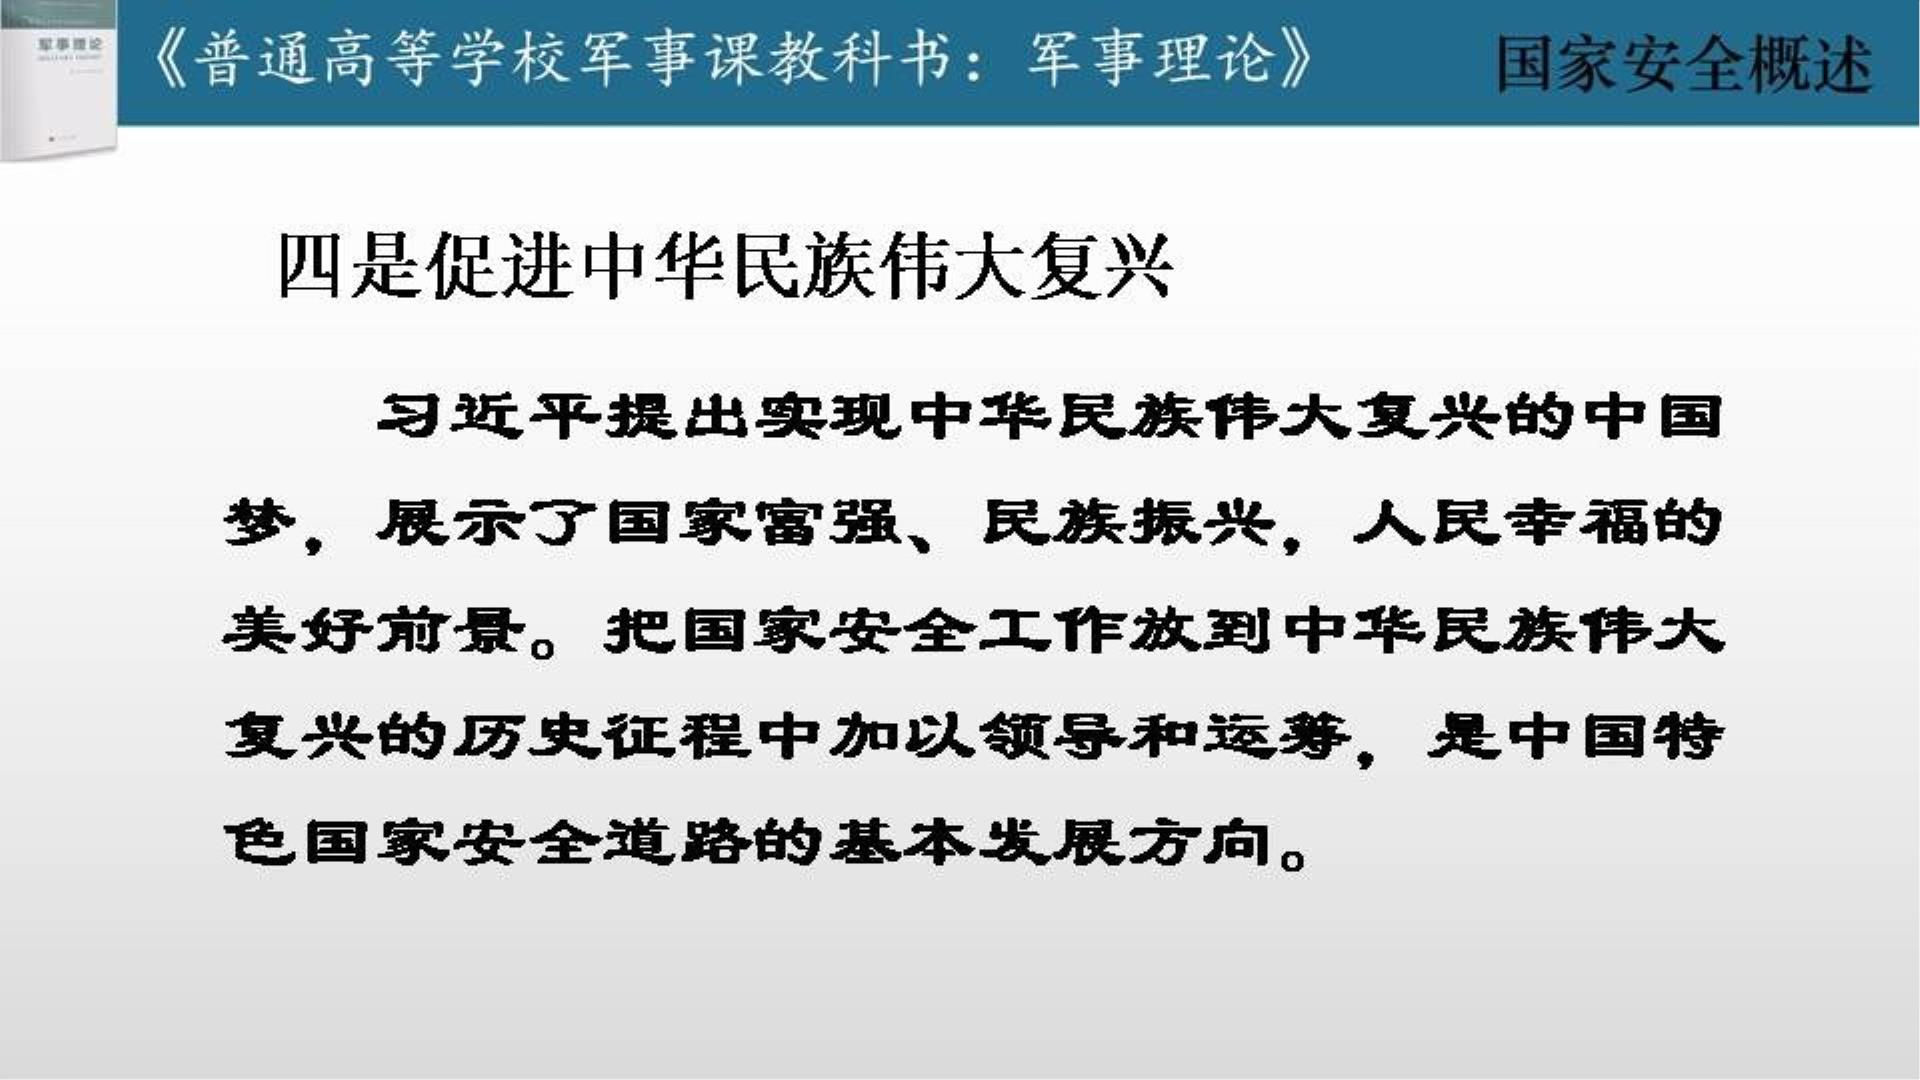 军事理论
《普通高等学校军事课教科书：军事理论》
国家安全概述
四是促进中华民族伟大复兴
习近平提出实现中华民族伟大复兴的中国
梦，展示了国家富强、民族振兴，人民幸福的
美好前景。把国家安全工作放到中华民族伟大
复兴的历史征程中加以领导和运筹，是中国特
色国家安全道路的基本发展方向。